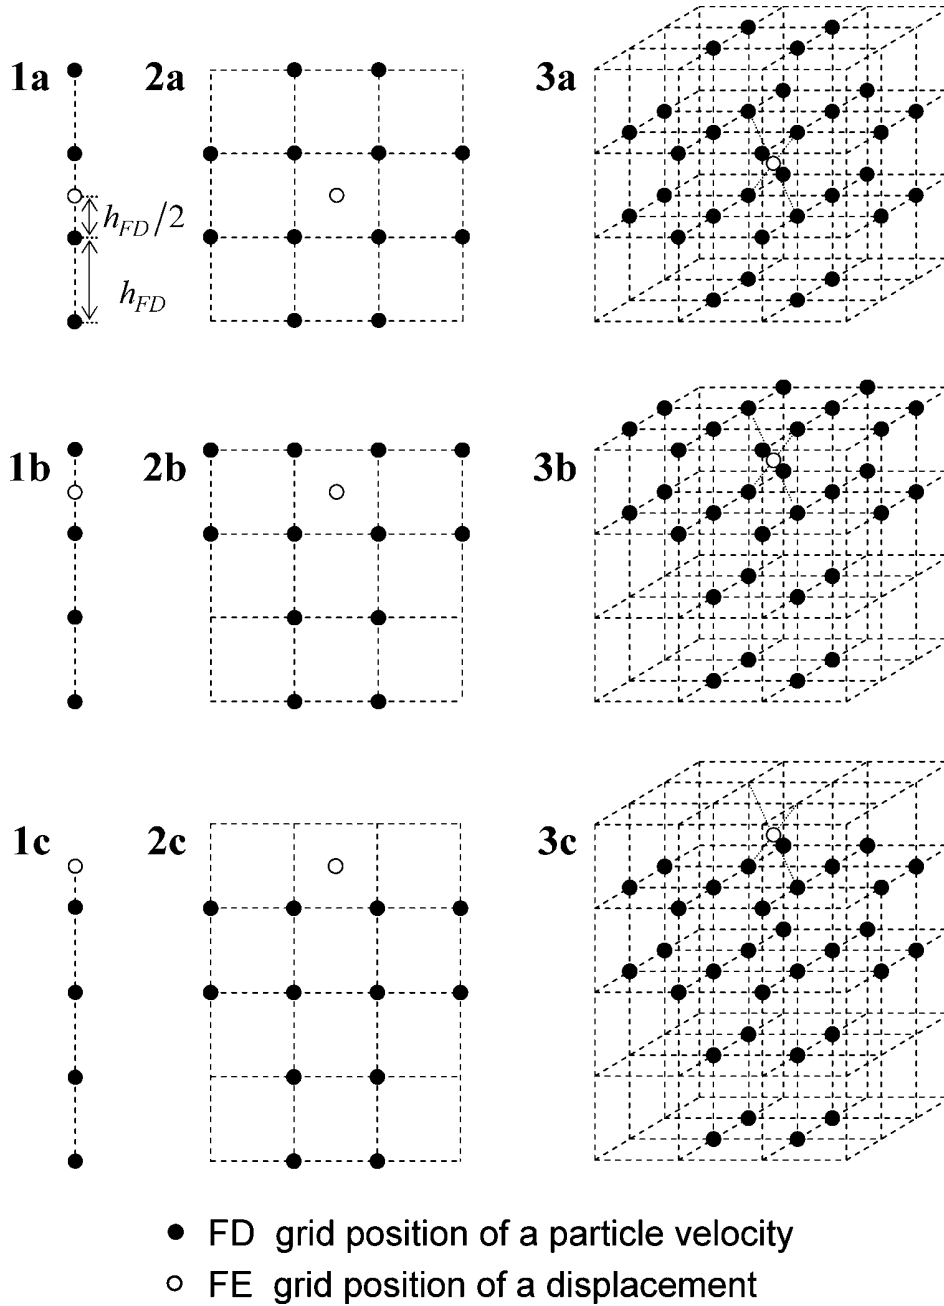 1a 2a 3a
h_FD/2
h_FD
1b 2b 3b
1c 2c 3c
● FD grid position of a particle velocity
○ FE grid position of a displacement